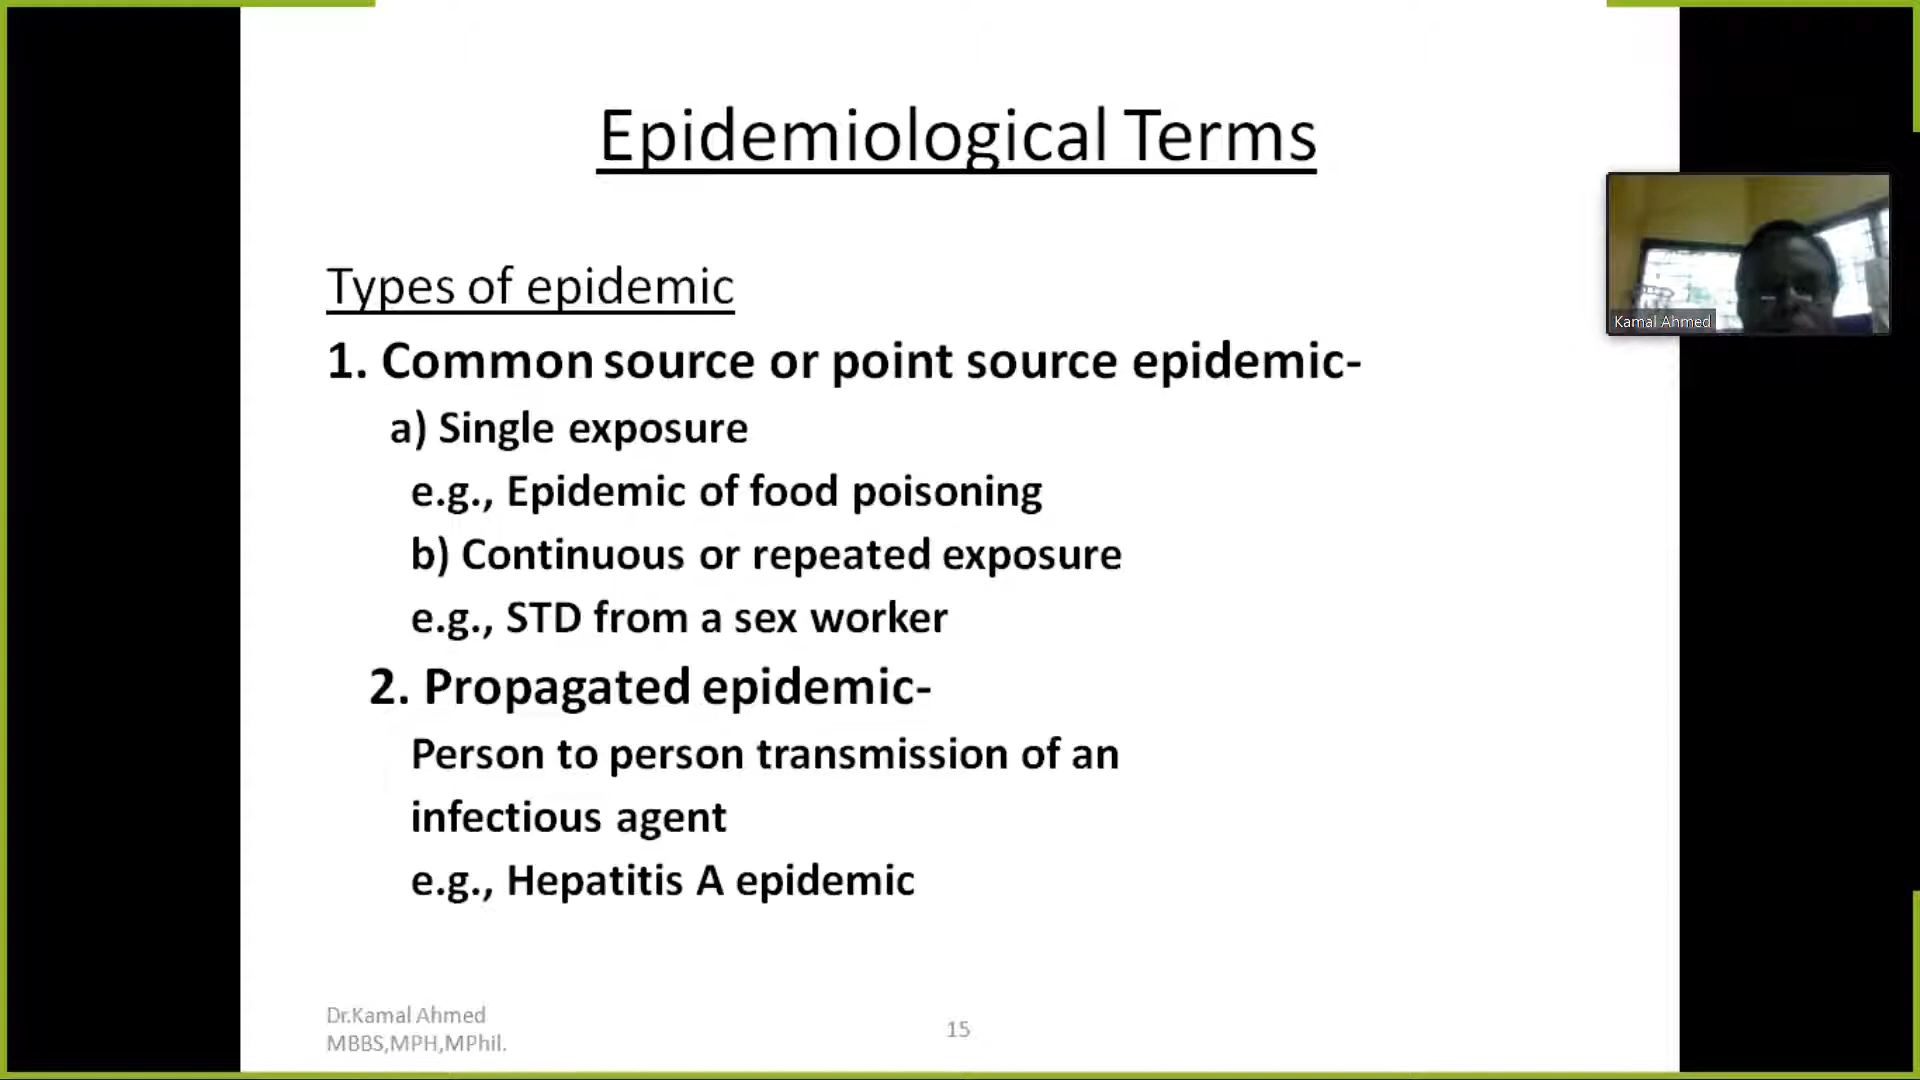 Epidemiological Terms
Types of epidemic
1. Common source or point source epidemic-
a) Single exposure
e.g., Epidemic of food poisoning
b) Continuous or repeated exposure
e.g., STD from a sex worker
2. Propagated epidemic-
Person to person transmission of an
infectious agent
e.g., Hepatitis A epidemic
Kamal Ahmed
Dr.Kamal Ahmed
MBBS,MPH,MPhil.
15